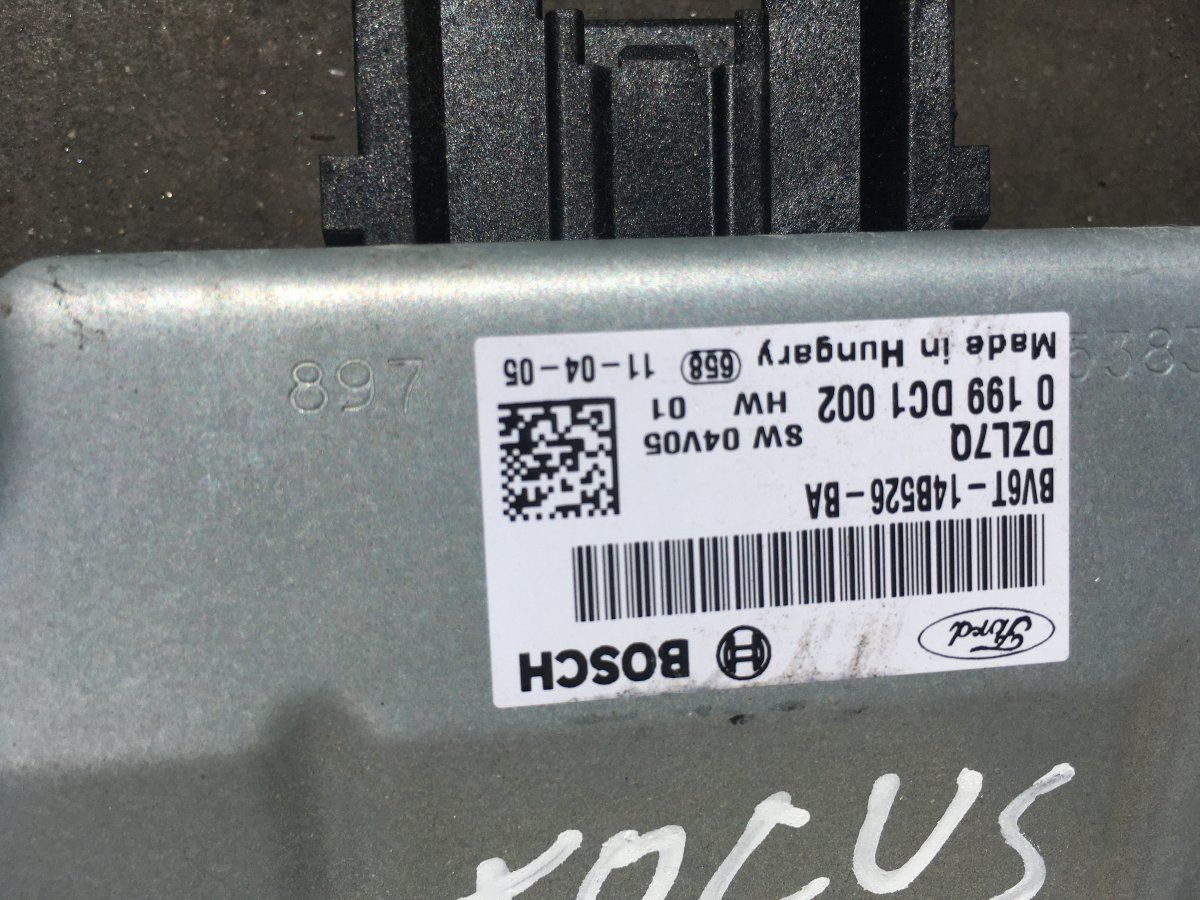 Ford BOSCH
BV6T-14B526-BA
DZL7Q SW 04V05
0 199 DC1 002 HW 01
Made in Hungary 658 11-04-05
897
FOCUS